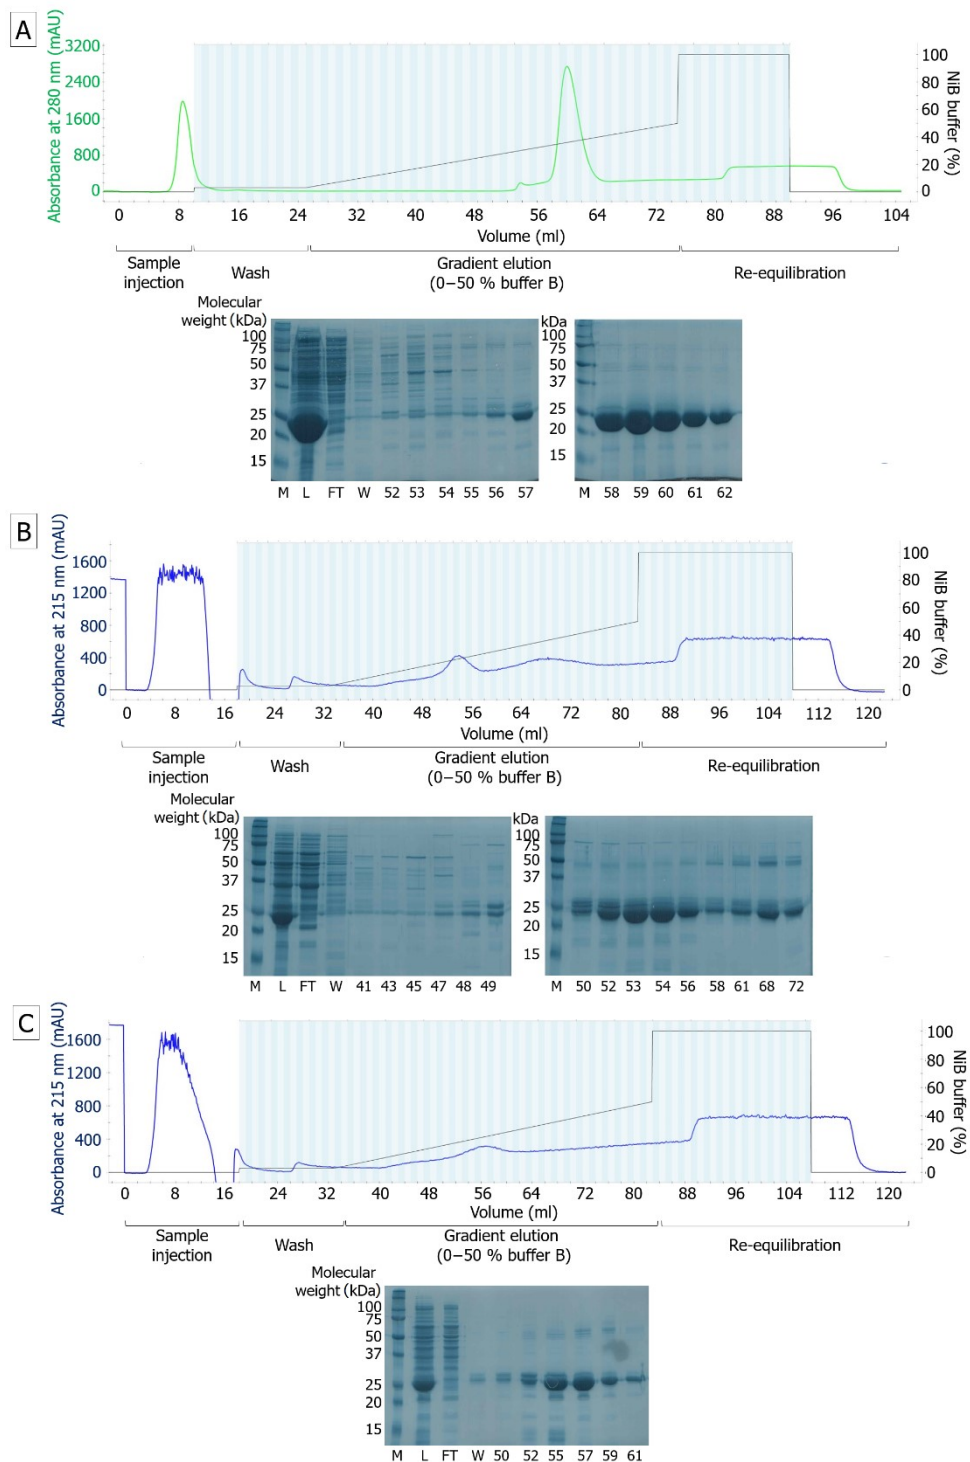 A
Absorbance at 280 nm (mAU)
3200
2400
1600
800
0
100
80
60
40
20
0
NiB buffer (%)
0 8 16 24 32 40 48 56 64 72 80 88 96 104
Volume (ml)
Sample
injection
Wash
Gradient elution
(0–50 % buffer B)
Re-equilibration
Molecular
weight (kDa)
100
75
50
37
25
20
15
M L FT W 52 53 54 55 56 57
kDa
100
75
50
37
25
20
15
M 58 59 60 61 62
B
Absorbance at 215 nm (mAU)
1600
1200
800
400
0
100
80
60
40
20
0
NiB buffer (%)
0 8 16 24 32 40 48 56 64 72 80 88 96 104 112 120
Volume (ml)
Sample
injection
Wash
Gradient elution
(0–50 % buffer B)
Re-equilibration
Molecular
weight (kDa)
100
75
50
37
25
20
15
M L FT W 41 43 45 47 48 49
kDa
100
75
50
37
25
20
15
M 50 52 53 54 56 58 61 68 72
C
Absorbance at 215 nm (mAU)
1600
1200
800
400
0
100
80
60
40
20
0
NiB buffer (%)
0 8 16 24 32 40 48 56 64 72 80 88 96 104 112 120
Volume (ml)
Sample
injection
Wash
Gradient elution
(0–50 % buffer B)
Re-equilibration
Molecular
weight (kDa)
100
75
50
37
25
20
15
M L FT W 50 52 55 57 59 61